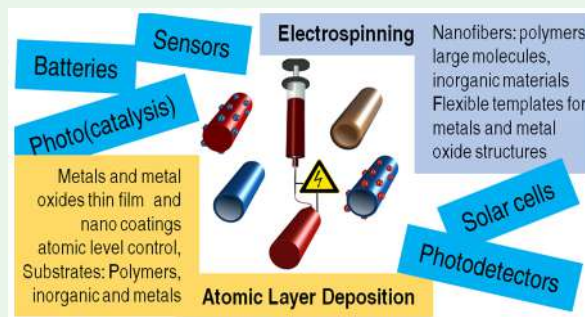 Sensors
Batteries
Photo(catalysis)
Electrospinning
Nanofibers: polymers,
large molecules,
inorganic materials
Flexible templates for
metals and metal
oxide structures
Metals and metal
oxides thin film and
nano coatings
atomic level control,
Substrates: Polymers,
inorganic and metals
Atomic Layer Deposition
Solar cells
Photodetectors